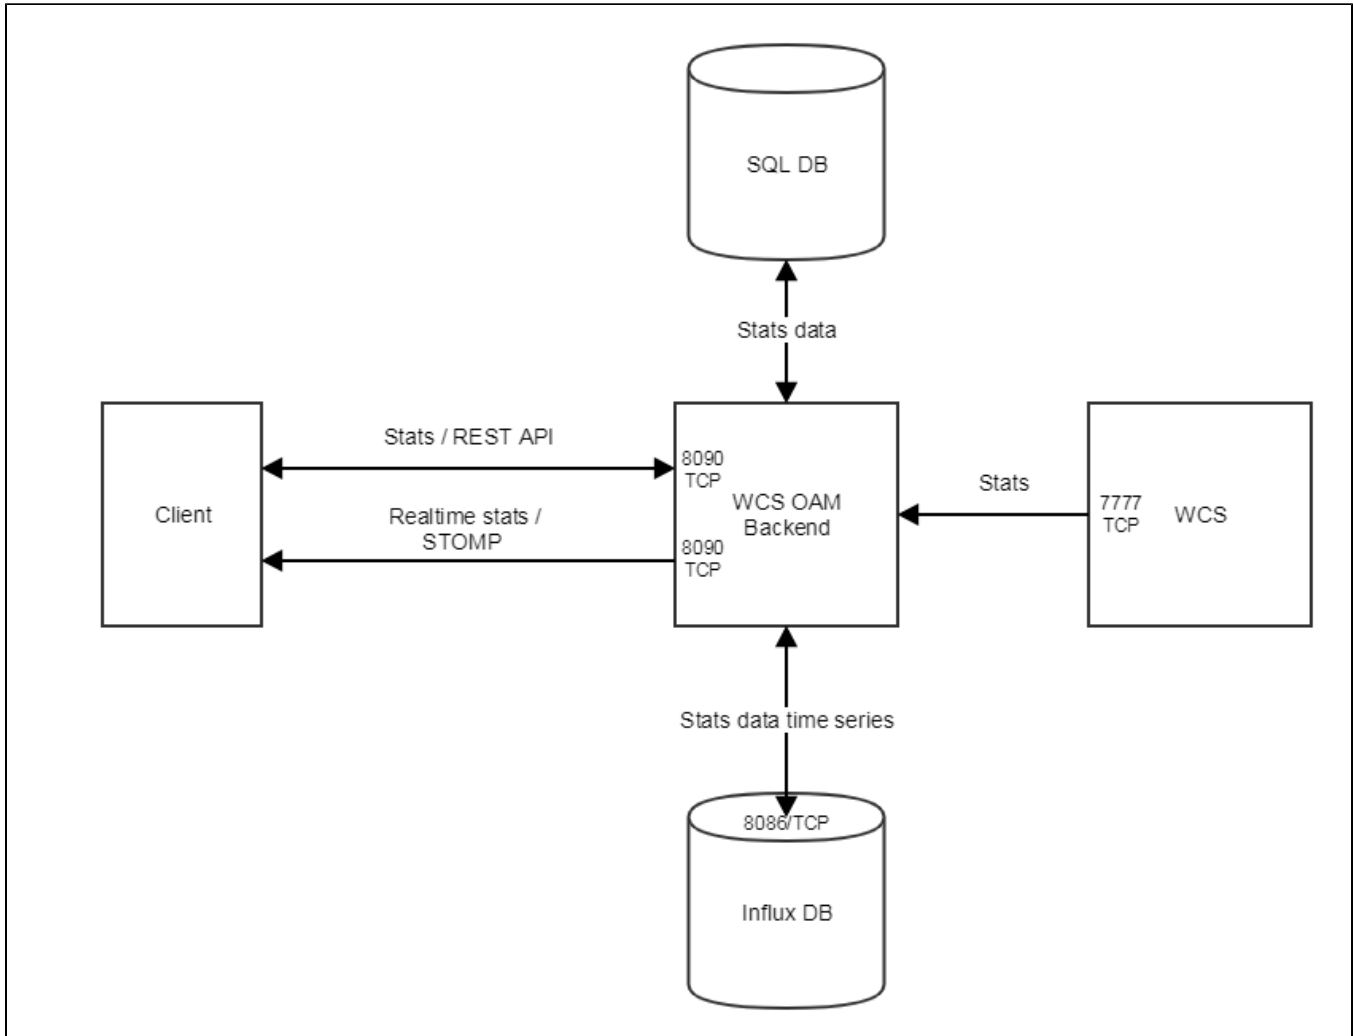 SQL DB
Stats data
Stats / REST API
Realtime stats /
STOMP
Client
8090
TCP
WCS OAM
Backend
8090
TCP
Stats
7777
TCP
WCS
Stats data time series
8086/TCP
Influx DB